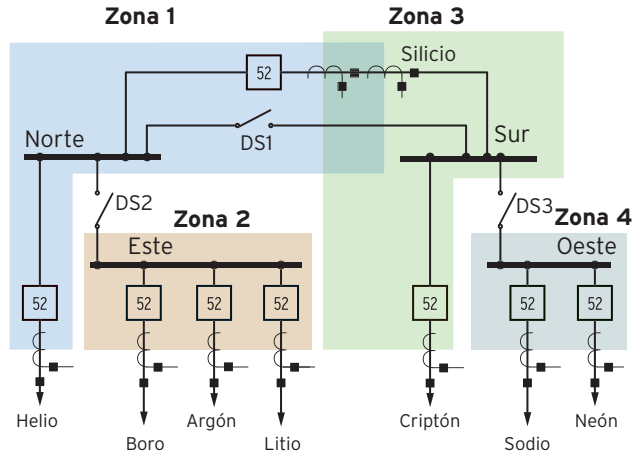 Zona 1
Zona 3
Silicio
52
Norte
DS1
Sur
DS2
DS3
Zona 2
Zona 4
Este
Oeste
52
52
52
52
52
52
52
Helio
Boro
Argón
Litio
Criptón
Sodio
Neón